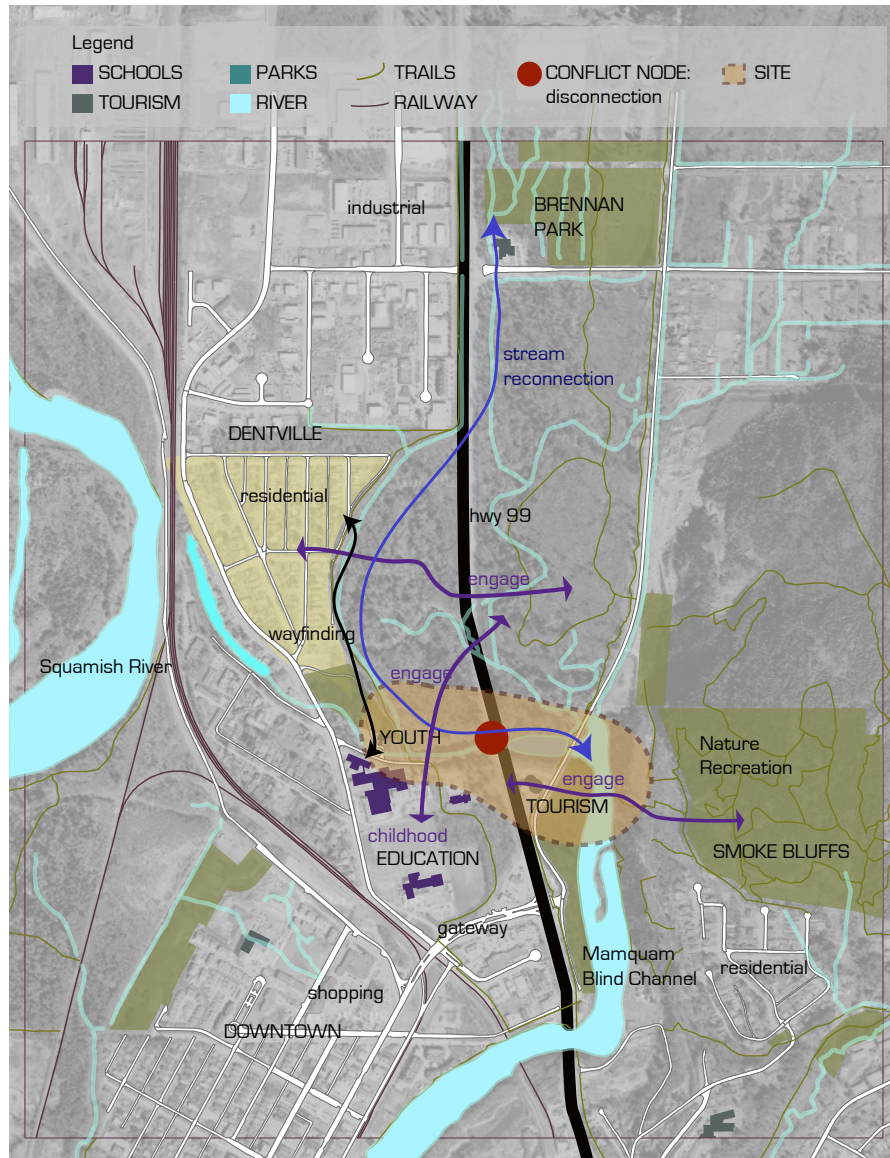 Legend
SCHOOLS
PARKS
TRAILS
CONFLICT NODE:
disconnection
SITE
TOURISM
RIVER
RAILWAY
industrial
BRENNAN
PARK
stream
reconnection
DENTVILLE
residential
hwy 99
engage
wayfinding
Squamish River
engage
YOUTH
Nature
Recreation
engage
TOURISM
childhood
EDUCATION
SMOKE BLUFFS
gateway
Mamquam
Blind Channel
residential
shopping
DOWNTOWN